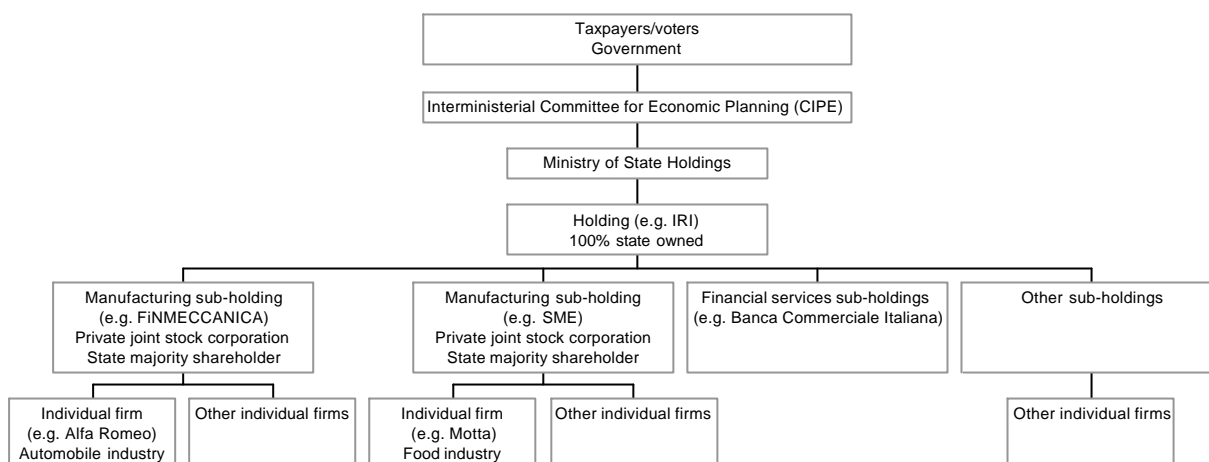 Taxpayers/voters
Government
Interministerial Committee for Economic Planning (CIPE)
Ministry of State Holdings
Holding (e.g. IRI)
100% state owned
Manufacturing sub-holding
(e.g. FiNMECCANICA)
Private joint stock corporation
State majority shareholder
Manufacturing sub-holding
(e.g. SME)
Private joint stock corporation
State majority shareholder
Financial services sub-holdings
(e.g. Banca Commerciale Italiana)
Other sub-holdings
Individual firm
(e.g. Alfa Romeo)
Automobile industry
Other individual firms
Individual firm
(e.g. Motta)
Food industry
Other individual firms
Other individual firms